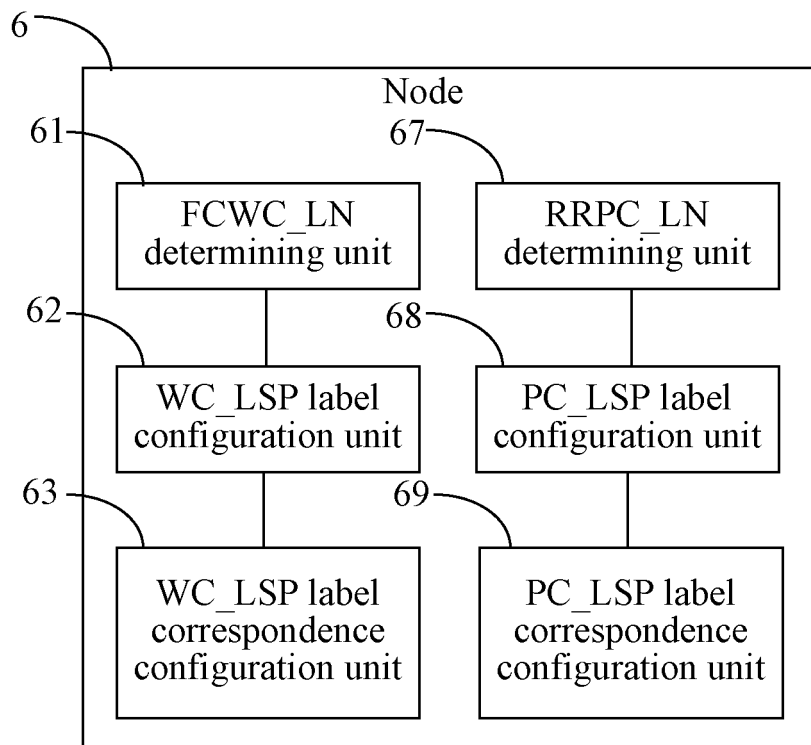 6
Node
61
67
FCWC_LN
determining unit
RRPC_LN
determining unit
62
68
WC_LSP label
configuration unit
PC_LSP label
configuration unit
63
69
WC_LSP label
correspondence
configuration unit
PC_LSP label
correspondence
configuration unit